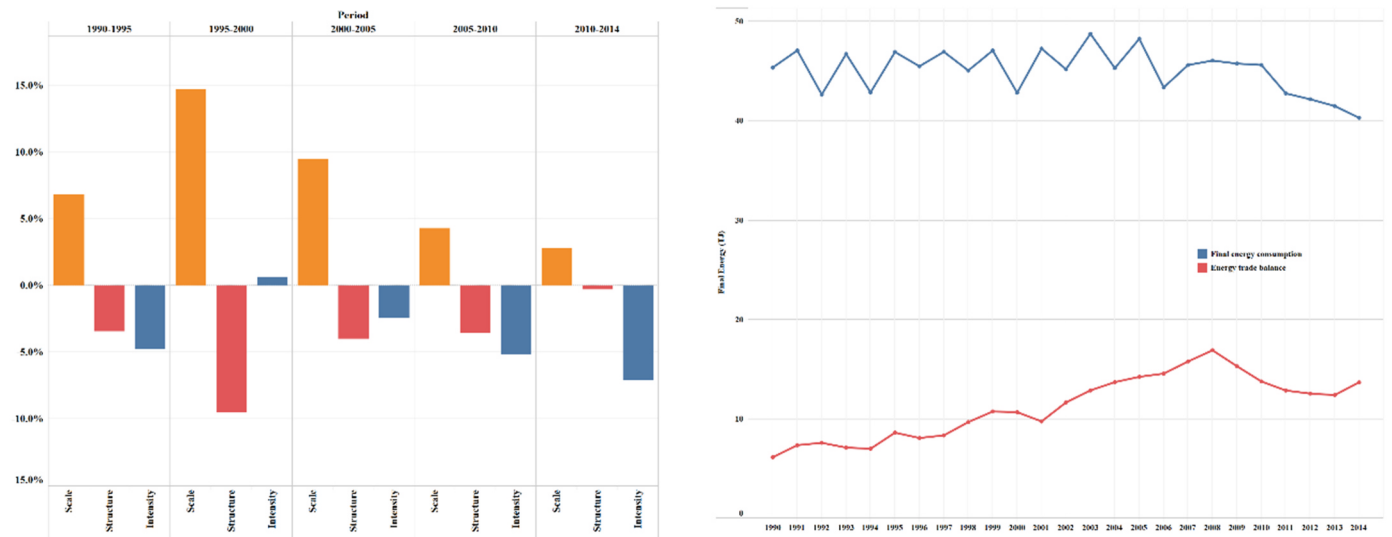 Period
1990-1995 1995-2000 2000-2005 2005-2010 2010-2014
15.0%
10.0%
5.0%
0.0%
5.0%
10.0%
15.0%
Scale Structure Intensity Scale Structure Intensity Scale Structure Intensity Scale Structure Intensity Scale Structure Intensity
Final Energy (TJ)
50
40
30
20
10
0
Final energy consumption
Energy trade balance
1990 1991 1992 1993 1994 1995 1996 1997 1998 1999 2000 2001 2002 2003 2004 2005 2006 2007 2008 2009 2010 2011 2012 2013 2014